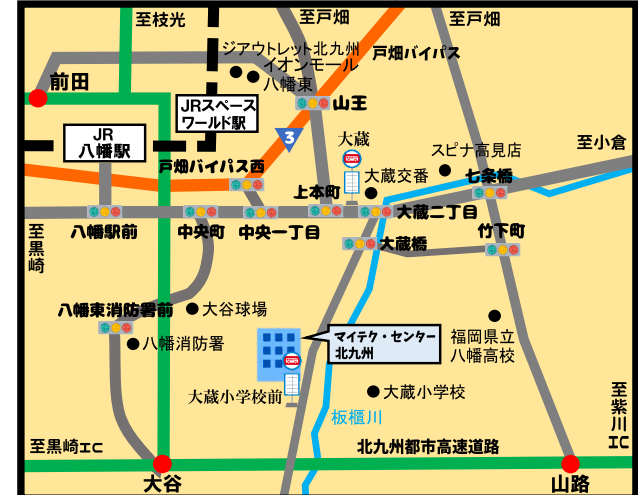 至枝光
至戸畑
至戸畑
ジアウトレット北九州
イオンモール
八幡東
戸畑バイパス
前田
JRスペース
ワールド駅
山王
3
JR
八幡駅
大蔵
至小倉
スピナ高見店
戸畑バイパス西
大蔵交番
七条橋
上本町
八幡駅前
中央町
中央一丁目
大蔵二丁目
至黒崎
大蔵橋
竹下町
八幡東消防署前
大谷球場
八幡消防署
マイテク・センター
北九州
福岡県立
八幡高校
大蔵小学校前
大蔵小学校
板櫃川
至紫川IC
至黒崎IC
北九州都市高速道路
大谷
山路